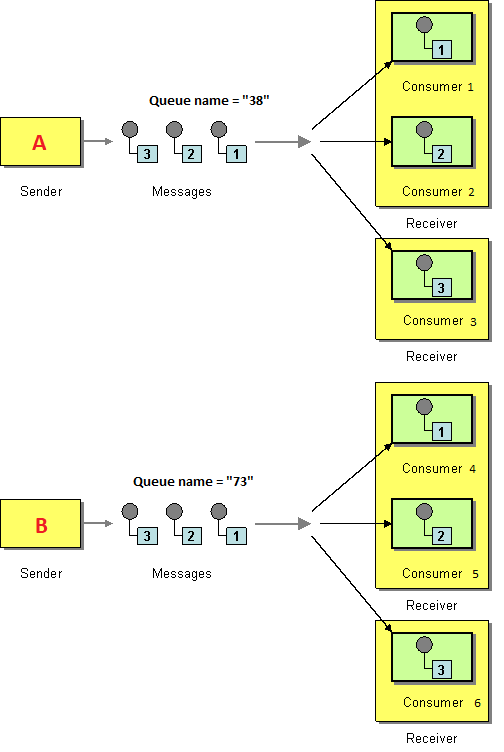 1
Consumer 1
Queue name = "38"
A
3 2 1
2
Sender
Messages
Consumer 2
Receiver
3
Consumer 3
Receiver
1
Consumer 4
Queue name = "73"
B
3 2 1
2
Sender
Messages
Consumer 5
Receiver
3
Consumer 6
Receiver